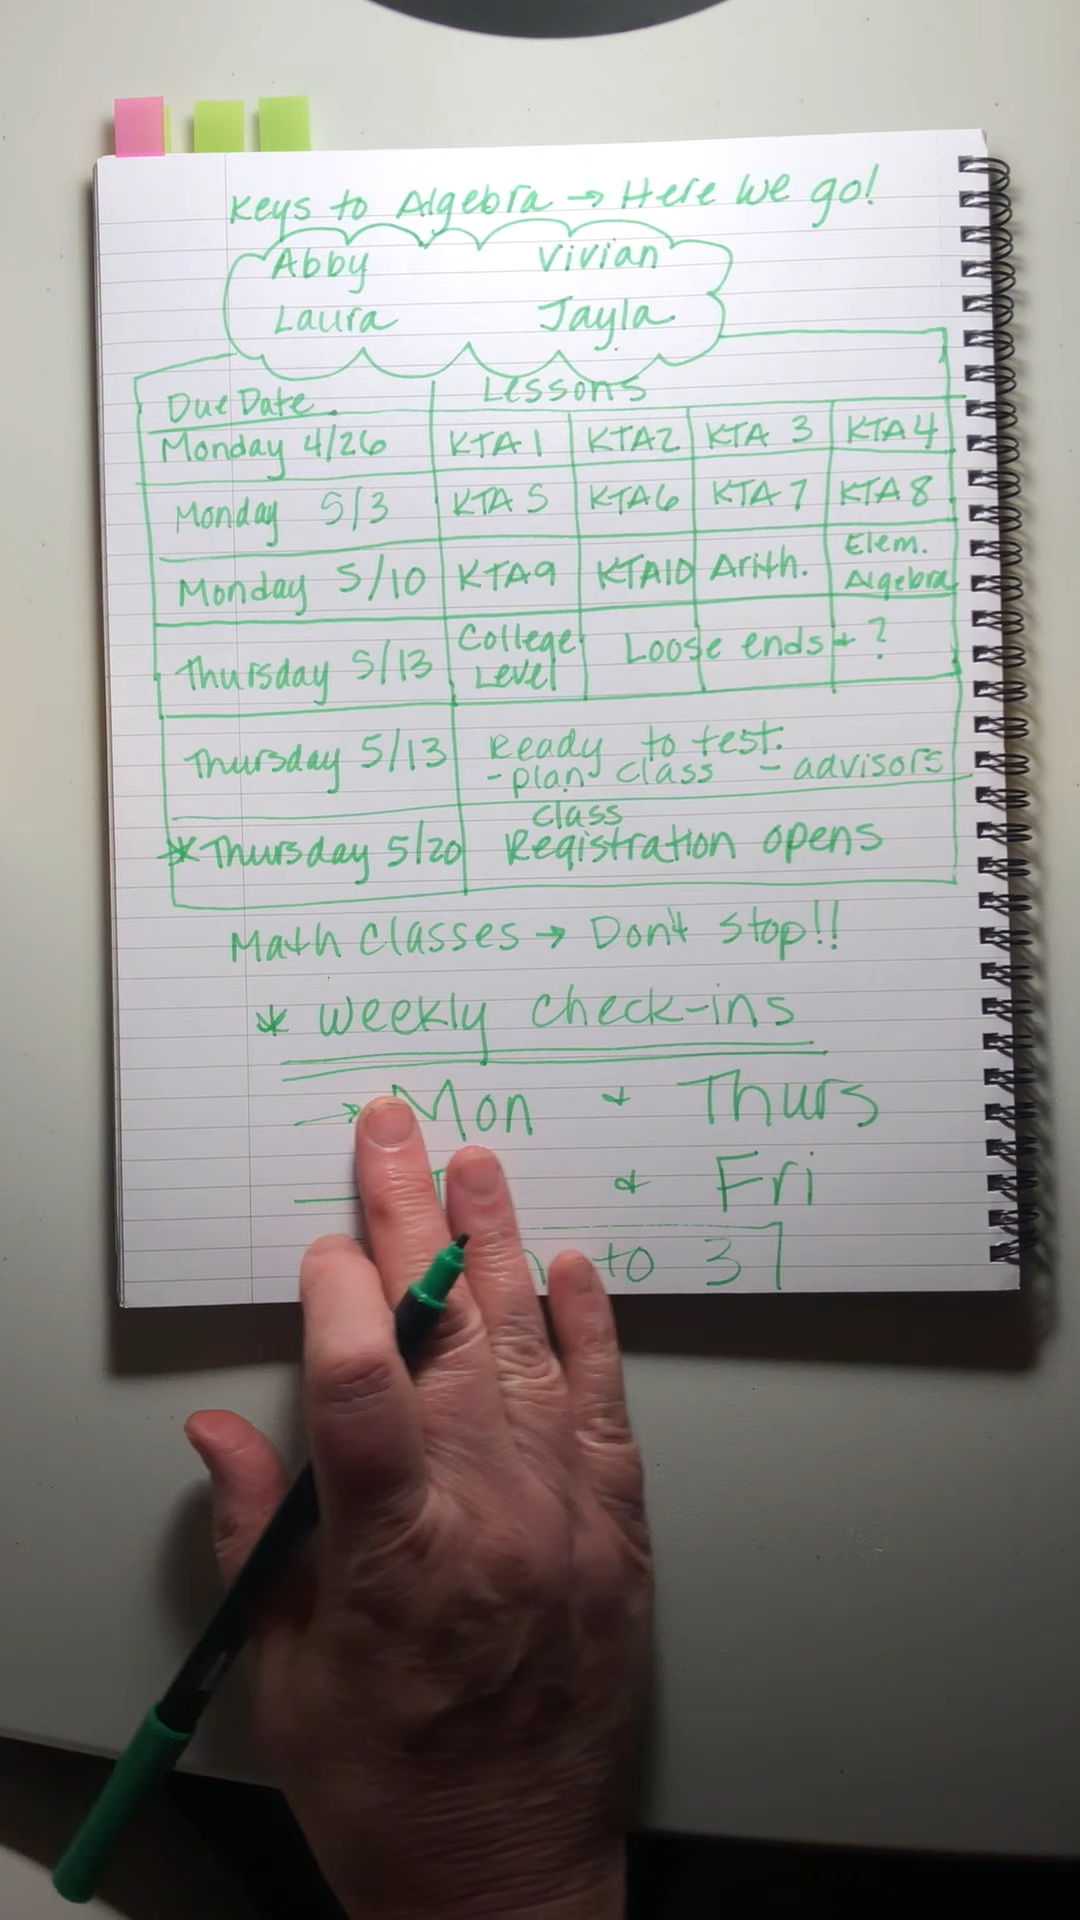 Keys to Algebra → Here we go!
Abby Vivian
Laura Jayla
Due Date. Lessons
Monday 4/26 KTA 1 KTA2 KTA 3 KTA 4
Monday 5/3 KTA 5 KTA6 KTA 7 KTA 8
Monday 5/10 KTA9 KTA10 Arith. Elem. Algebra
Thursday 5/13 College Level Loose ends + ?
Thursday 5/13 Ready to test.
- plan class - advisors
class
* Thursday 5/20 Registration opens
Math Classes → Don't stop!!
* Weekly check-ins
→ Mon + Thurs
& Fri
to 3